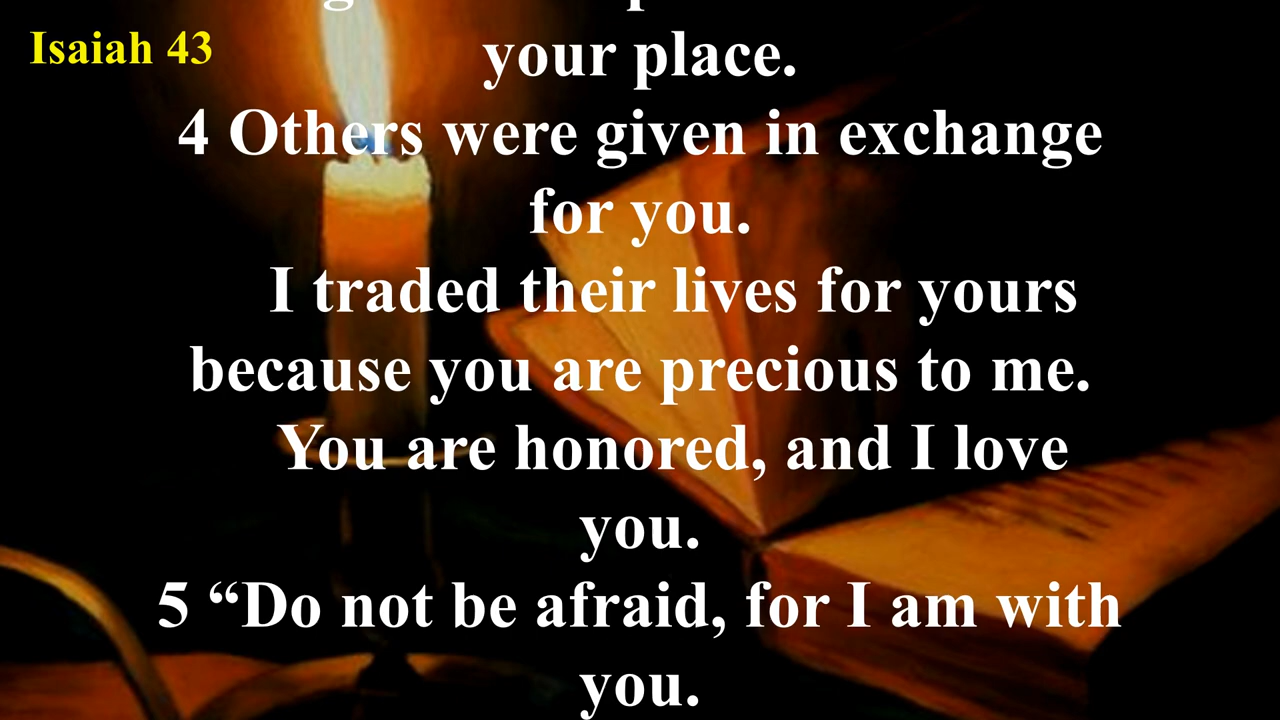 Isaiah 43
your place.
4 Others were given in exchange
for you.
I traded their lives for yours
because you are precious to me.
You are honored, and I love
you.
5 “Do not be afraid, for I am with
you.